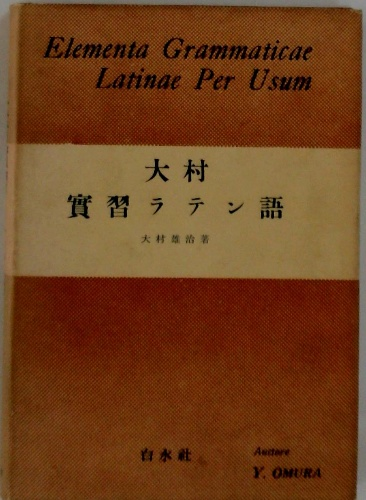 Elementa Grammaticae
Latinae Per Usum
大村
實習ラテン語
大村雄治著
白水社
Auctore
Y. OMURA